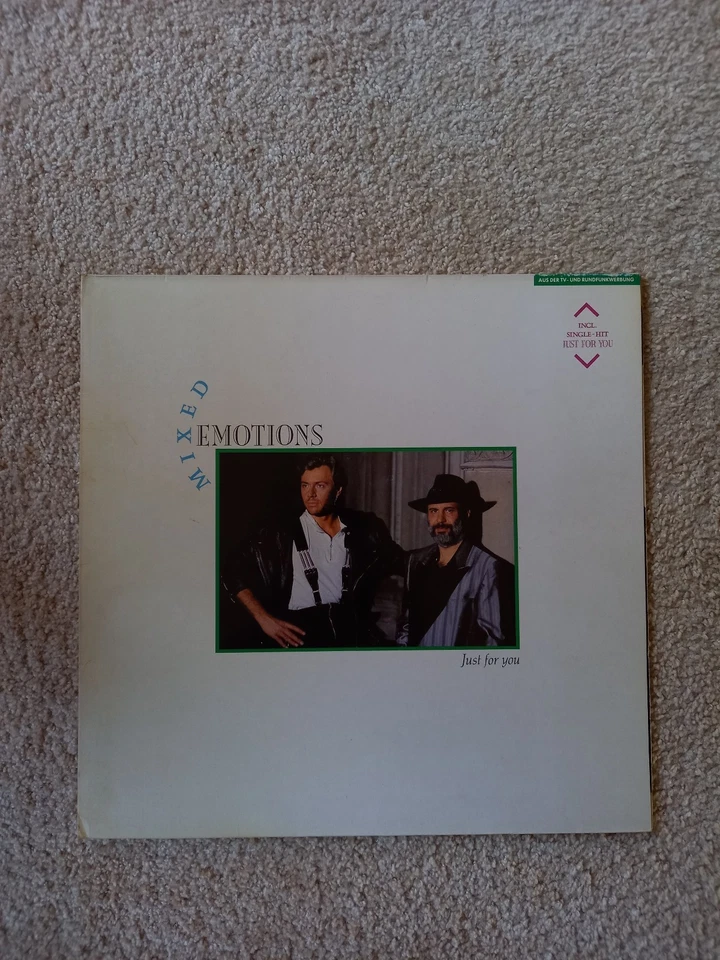 AUS DER TV- UND RUNDFUNKWERBUNG
INCL.
SINGLE-HIT
JUST FOR YOU
MIXED
EMOTIONS
Just for you